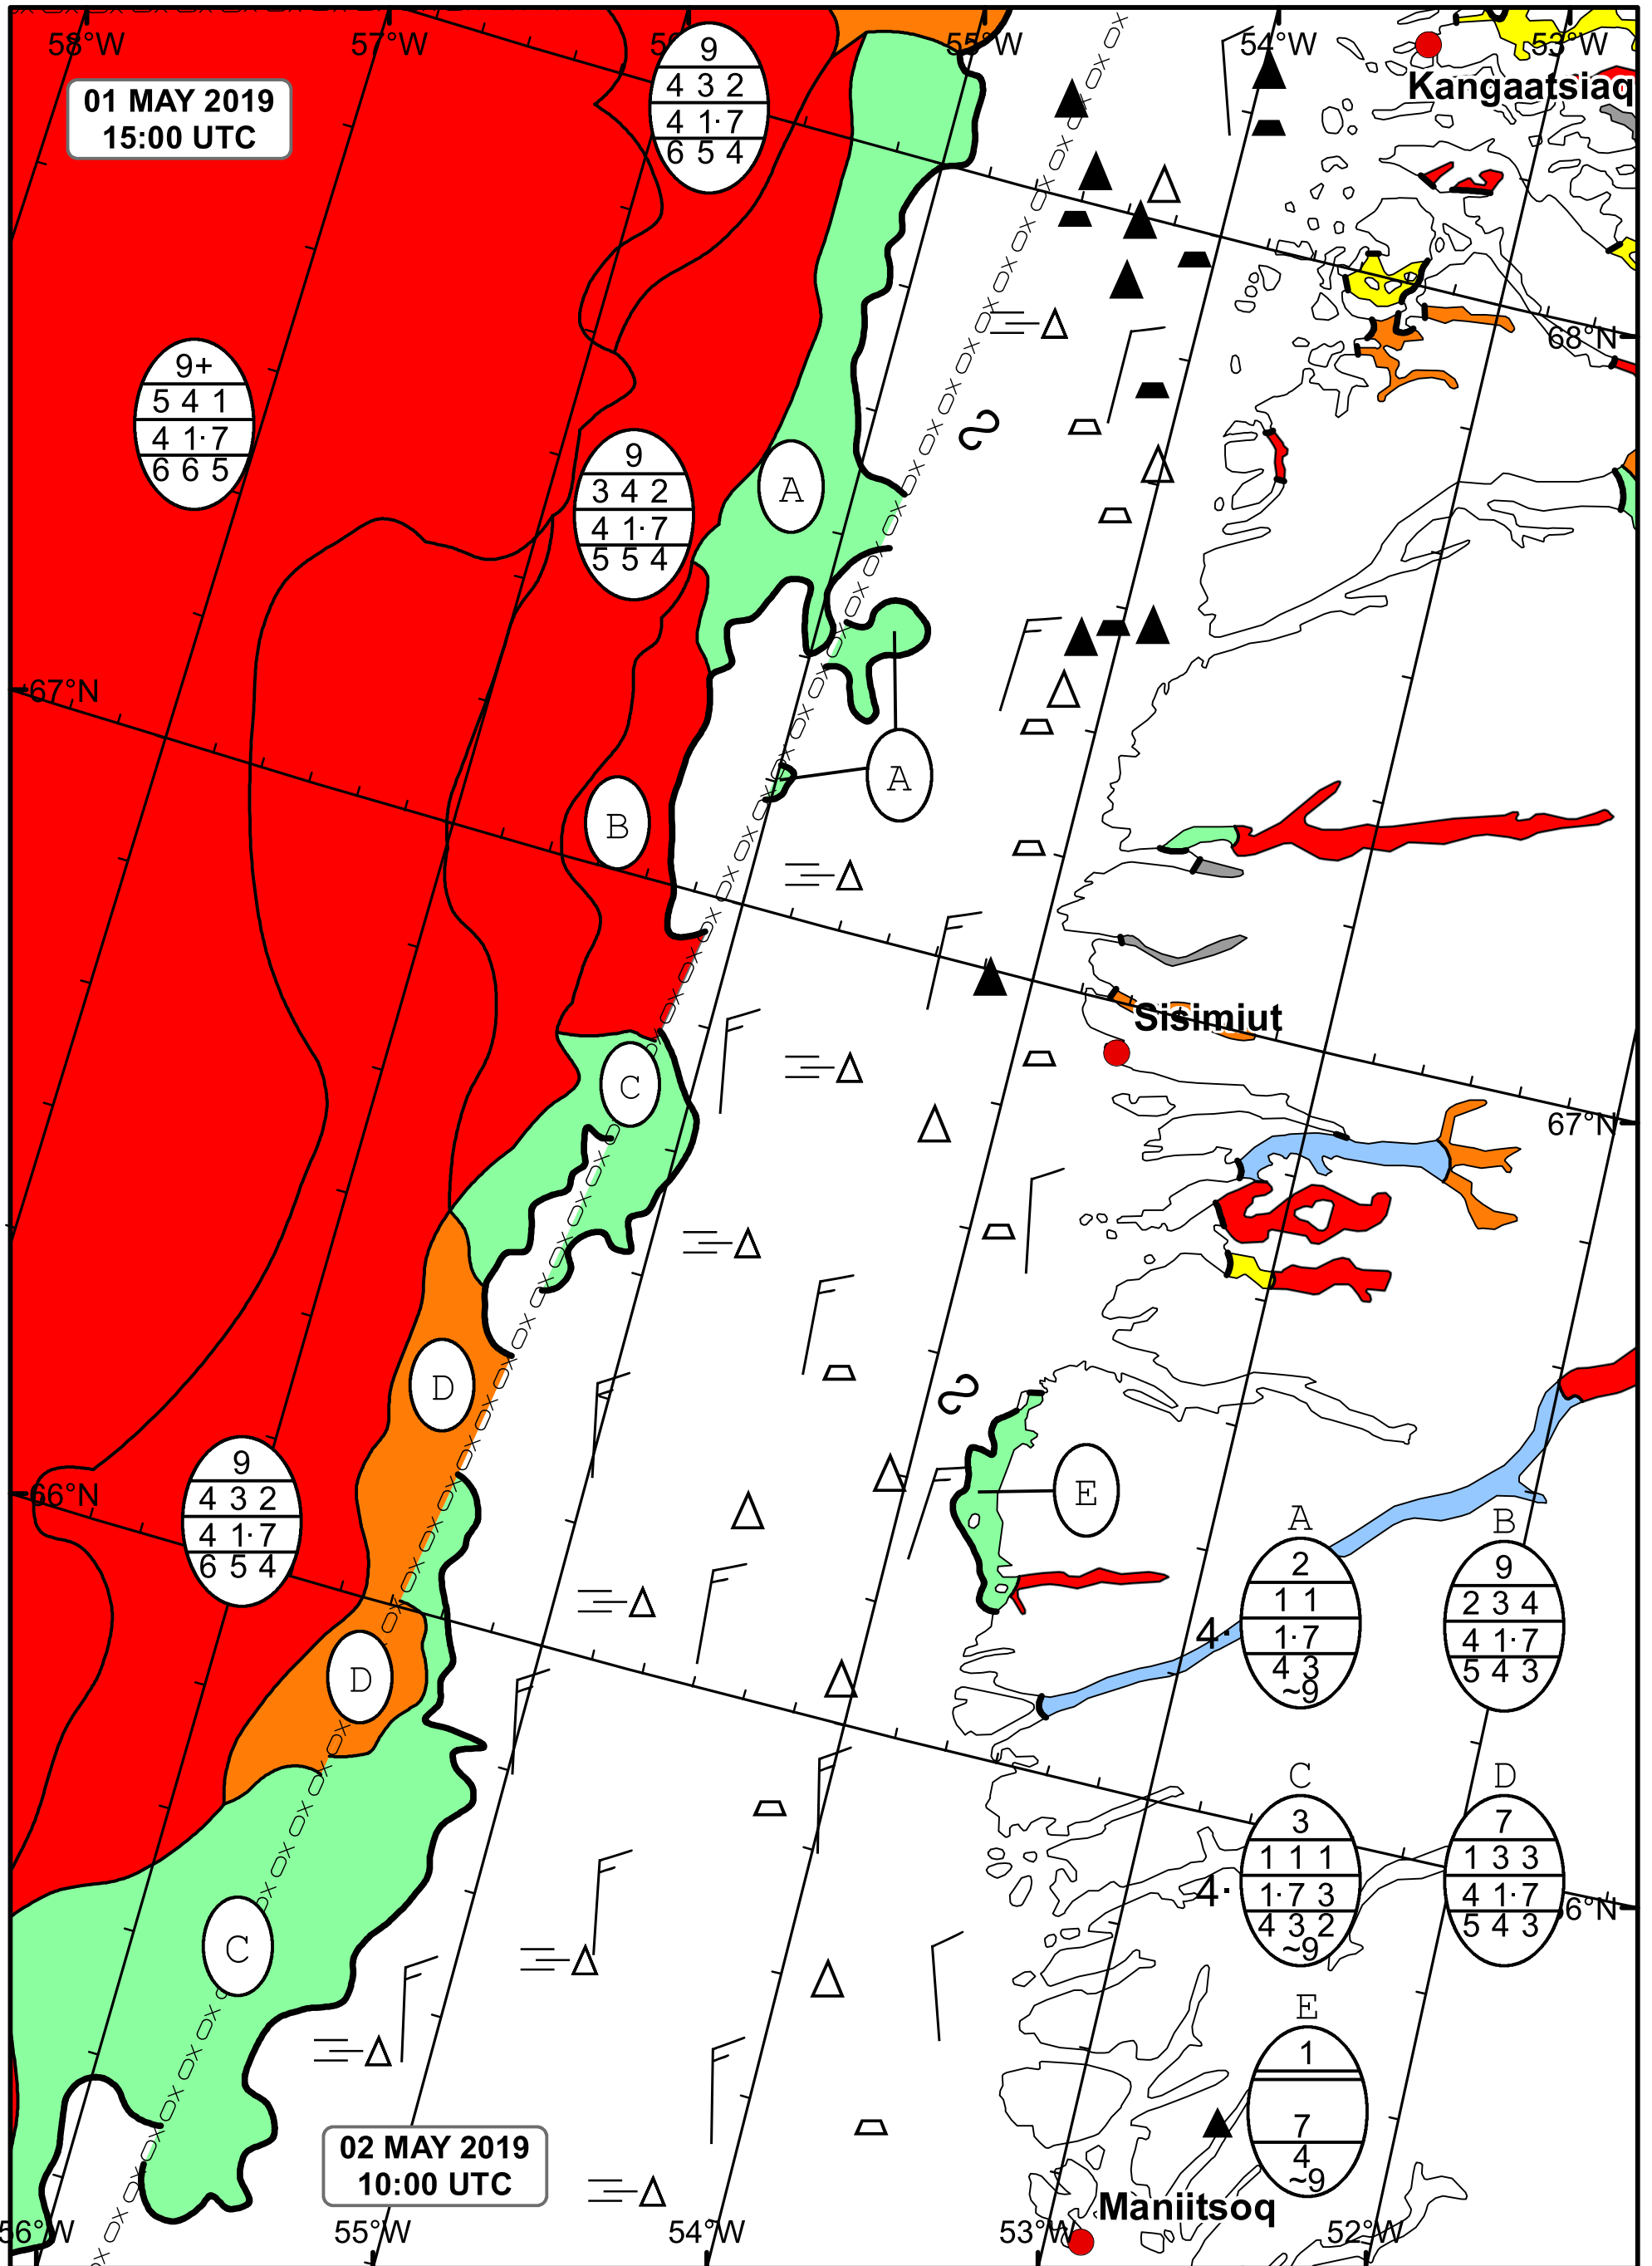 58°W
57°W
55°W
54°W
53°W
01 MAY 2019
15:00 UTC
9
4 3 2
4 1· 7
6 5 4
Kangaatsiaq
68°N
9+
5 4 1
4 1· 7
6 6 5
9
3 4 2
4 1· 7
5 5 4
A
67°N
A
B
Sisimiut
C
67°N
D
66°N
9
4 3 2
4 1· 7
6 5 4
E
A
2
1 1
4·
1· 7
4 3
~9
B
9
2 3 4
4 1· 7
5 4 3
D
C
3
1 1 1
4·
1· 7 3
4 3 2
~9
D
7
1 3 3
4 1· 7
5 4 3
6°N
C
E
1
7
4
~9
02 MAY 2019
10:00 UTC
Maniitsoq
56°W
55°W
54°W
53°W
52°W